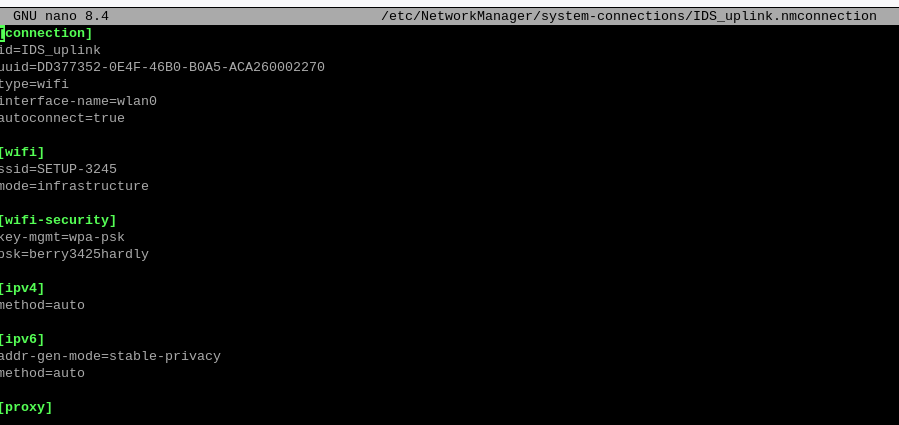 GNU nano 8.4 /etc/NetworkManager/system-connections/IDS_uplink.nmconnection
[connection]
id=IDS_uplink
uuid=DD377352-0E4F-46B0-B0A5-ACA260002270
type=wifi
interface-name=wlan0
autoconnect=true
[wifi]
ssid=SETUP-3245
mode=infrastructure
[wifi-security]
key-mgmt=wpa-psk
psk=berry3425hardly
[ipv4]
method=auto
[ipv6]
addr-gen-mode=stable-privacy
method=auto
[proxy]